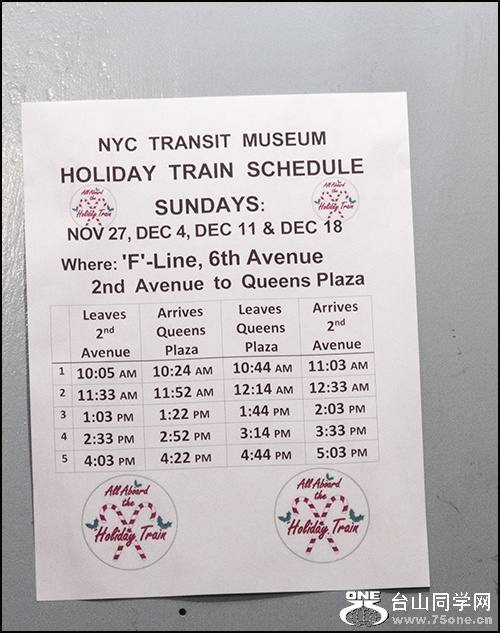 NYC TRANSIT MUSEUM
HOLIDAY TRAIN SCHEDULE
All Aboard
the
Holiday Train
All Aboard
the
Holiday Train
SUNDAYS:
NOV 27, DEC 4, DEC 11 & DEC 18
Where: 'F'-Line, 6th Avenue
2nd Avenue to Queens Plaza
Leaves 2nd Avenue Arrives Queens Plaza Leaves Queens Plaza Arrives 2nd Avenue
1 10:05 AM 10:24 AM 10:44 AM 11:03 AM
2 11:33 AM 11:52 AM 12:14 AM 12:33 AM
3 1:03 PM 1:22 PM 1:44 PM 2:03 PM
4 2:33 PM 2:52 PM 3:14 PM 3:33 PM
5 4:03 PM 4:22 PM 4:44 PM 5:03 PM
All Aboard
the
Holiday Train
All Aboard
the
Holiday Train
ONE 台山同学网
www.75one.cn